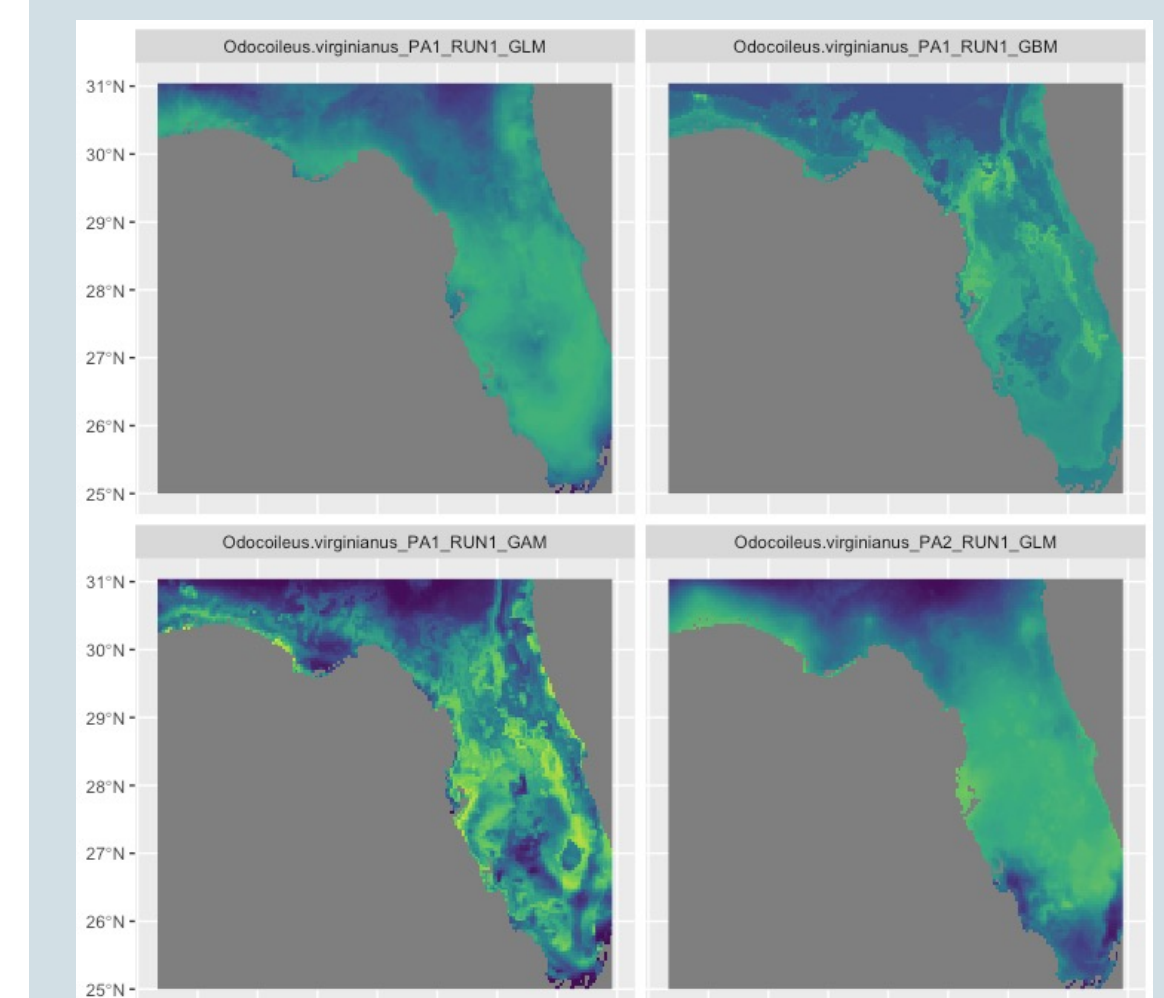 Odocoileus.virginianus_PA1_RUN1_GLM
Odocoileus.virginianus_PA1_RUN1_GBM
31°N
30°N
29°N
28°N
27°N
26°N
25°N
Odocoileus.virginianus_PA1_RUN1_GAM
Odocoileus.virginianus_PA2_RUN1_GLM
31°N
30°N
29°N
28°N
27°N
26°N
25°N